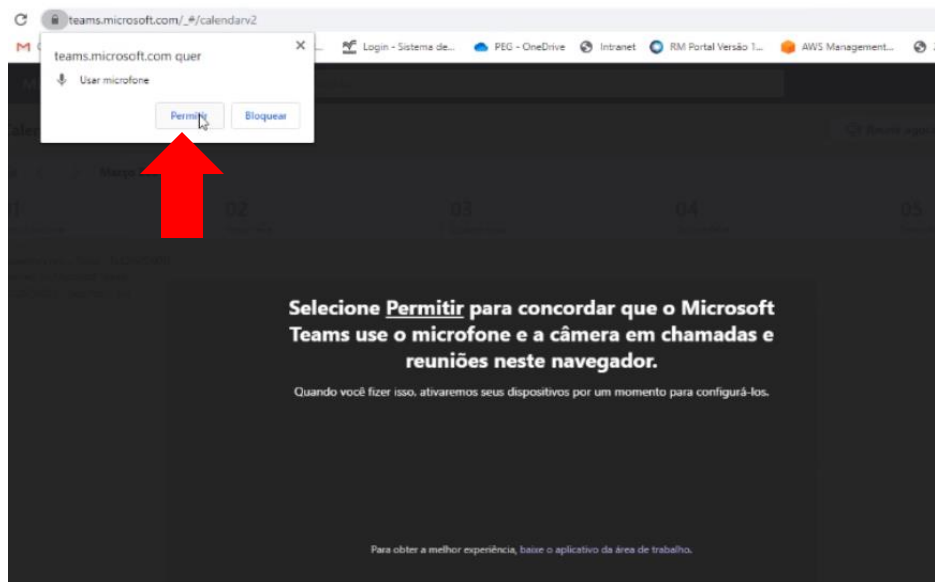 teams.microsoft.com/_#/calendarv2
Login - Sistema de... PEG - OneDrive Intranet RM Portal Versão 1... AWS Management...
teams.microsoft.com quer
Usar microfone
Permitir Bloquear
Março
02 03 04 05
Selecione Permitir para concordar que o Microsoft
Teams use o microfone e a câmera em chamadas e
reuniões neste navegador.
Quando você fizer isso, ativaremos seus dispositivos por um momento para configurá-los.
Para obter a melhor experiência, baixe o aplicativo da área de trabalho.